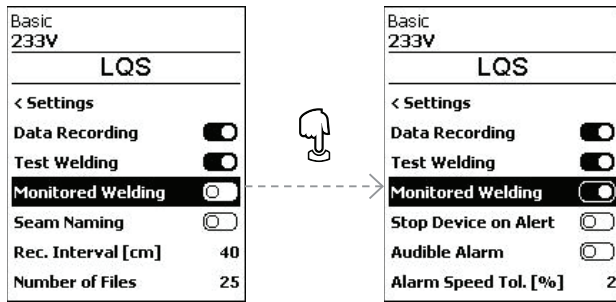 Basic
233V
LQS
< Settings
Data Recording
Test Welding
Monitored Welding
Seam Naming
Rec. Interval [cm] 40
Number of Files 25
Basic
233V
LQS
< Settings
Data Recording
Test Welding
Monitored Welding
Stop Device on Alert
Audible Alarm
Alarm Speed Tol. [%] 2